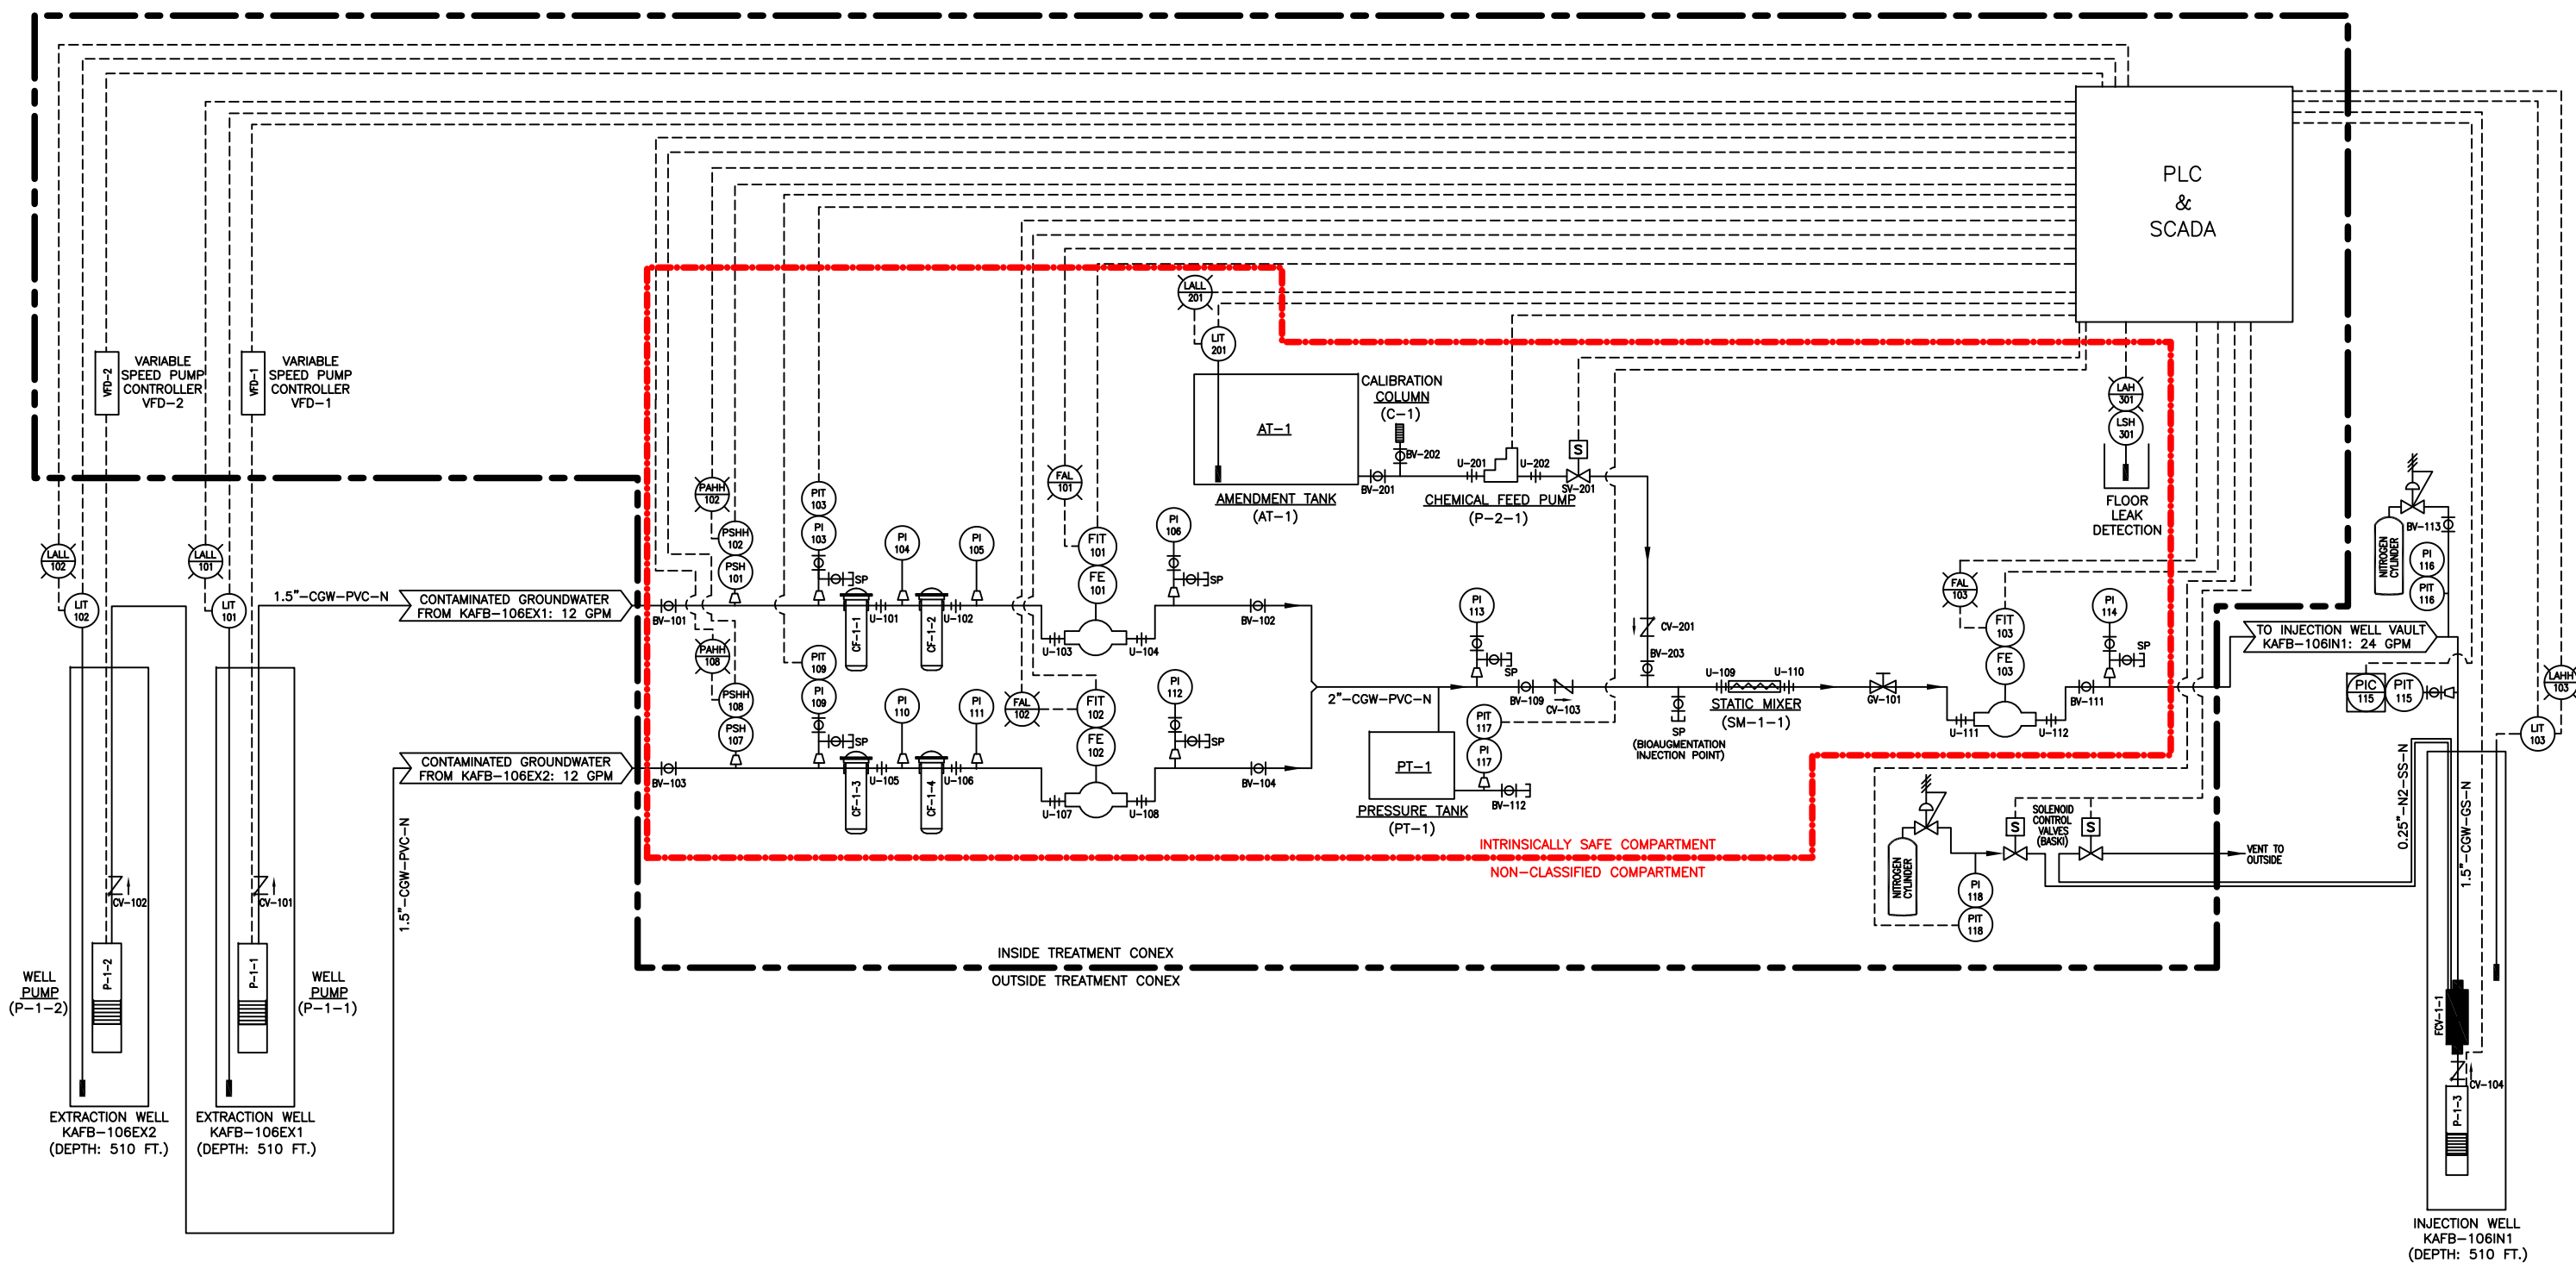 PLC
&
SCADA
LALL
201
LIT
201
VFD-2
VARIABLE
SPEED PUMP
CONTROLLER
VFD-2
VFD-1
VARIABLE
SPEED PUMP
CONTROLLER
VFD-1
AT-1
AMENDMENT TANK
(AT-1)
CALIBRATION
COLUMN
(C-1)
BV-201
BV-202
U-201
U-202
CHEMICAL FEED PUMP
(P-2-1)
S
SV-201
LAH
301
LSH
301
FLOOR
LEAK
DETECTION
LALL
102
LIT
102
LALL
101
LIT
101
1.5"-CGW-PVC-N
CONTAMINATED GROUNDWATER
FROM KAFB-106EX1: 12 GPM
BV-101
PAHH
102
PSHH
102
PSH
101
PIT
103
PI
103
SP
CF-1-1
U-101
PI
104
CF-1-2
U-102
PI
105
FAL
101
FIT
101
FE
101
U-103
U-104
PI
106
SP
BV-102
CONTAMINATED GROUNDWATER
FROM KAFB-106EX2: 12 GPM
BV-103
PAHH
108
PSHH
108
PSH
107
PIT
109
PI
109
SP
CF-1-3
U-105
PI
110
CF-1-4
U-106
PI
111
FAL
102
FIT
102
FE
102
U-107
U-108
PI
112
SP
BV-104
2"-CGW-PVC-N
PT-1
PRESSURE TANK
(PT-1)
PI
113
SP
PIT
117
PI
117
BV-112
BV-109
CV-103
CV-201
BV-203
SP
(BIOAUGMENTATION
INJECTION POINT)
U-109
U-110
STATIC MIXER
(SM-1-1)
GV-101
FAL
103
FIT
103
FE
103
U-111
U-112
BV-111
PI
114
SP
TO INJECTION WELL VAULT
KAFB-106IN1: 24 GPM
NITROGEN
CYLINDER
BV-113
PI
116
PIT
116
PIC
115
PIT
115
LAHH
103
LIT
103
NITROGEN
CYLINDER
PI
118
PIT
118
S
SOLENOID
CONTROL
VALVES
(BASKI)
S
VENT TO
OUTSIDE
0.25"-N2-SS-N
1.5"-CGW-GS-N
INTRINSICALLY SAFE COMPARTMENT
NON-CLASSIFIED COMPARTMENT
INSIDE TREATMENT CONEX
OUTSIDE TREATMENT CONEX
1.5"-CGW-PVC-N
CV-102
CV-101
P-1-2
WELL
PUMP
(P-1-2)
P-1-1
WELL
PUMP
(P-1-1)
EXTRACTION WELL
KAFB-106EX2
(DEPTH: 510 FT.)
EXTRACTION WELL
KAFB-106EX1
(DEPTH: 510 FT.)
FCV-1-1
CV-104
P-1-3
INJECTION WELL
KAFB-106IN1
(DEPTH: 510 FT.)